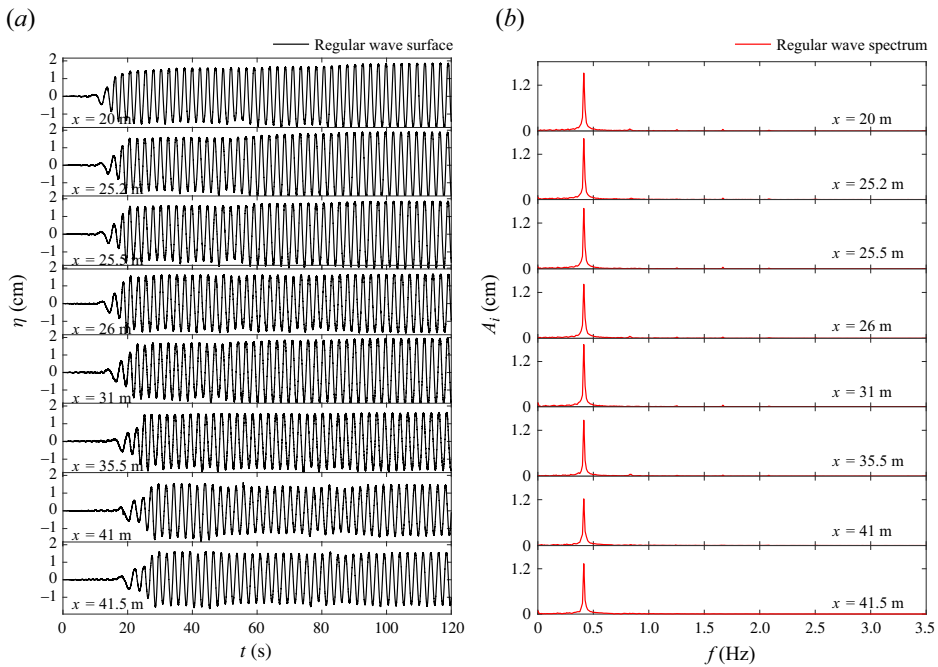 (a)
Regular wave surface
2
1
0
−1
x = 20 m
2
1
0
−1
x = 25.2 m
2
1
0
−1
x = 25.5 m
2
1
0
−1
x = 26 m
2
1
0
−1
x = 31 m
2
1
0
−1
x = 35.5 m
2
1
0
−1
x = 41 m
2
1
0
−1
x = 41.5 m
0 20 40 60 80 100 120
η (cm)
t (s)
(b)
Regular wave spectrum
1.2
0
x = 20 m
1.2
0
x = 25.2 m
1.2
0
x = 25.5 m
1.2
0
x = 26 m
1.2
0
x = 31 m
1.2
0
x = 35.5 m
1.2
0
x = 41 m
1.2
0
x = 41.5 m
0 0.5 1.0 1.5 2.0 2.5 3.0 3.5
A_i (cm)
f (Hz)